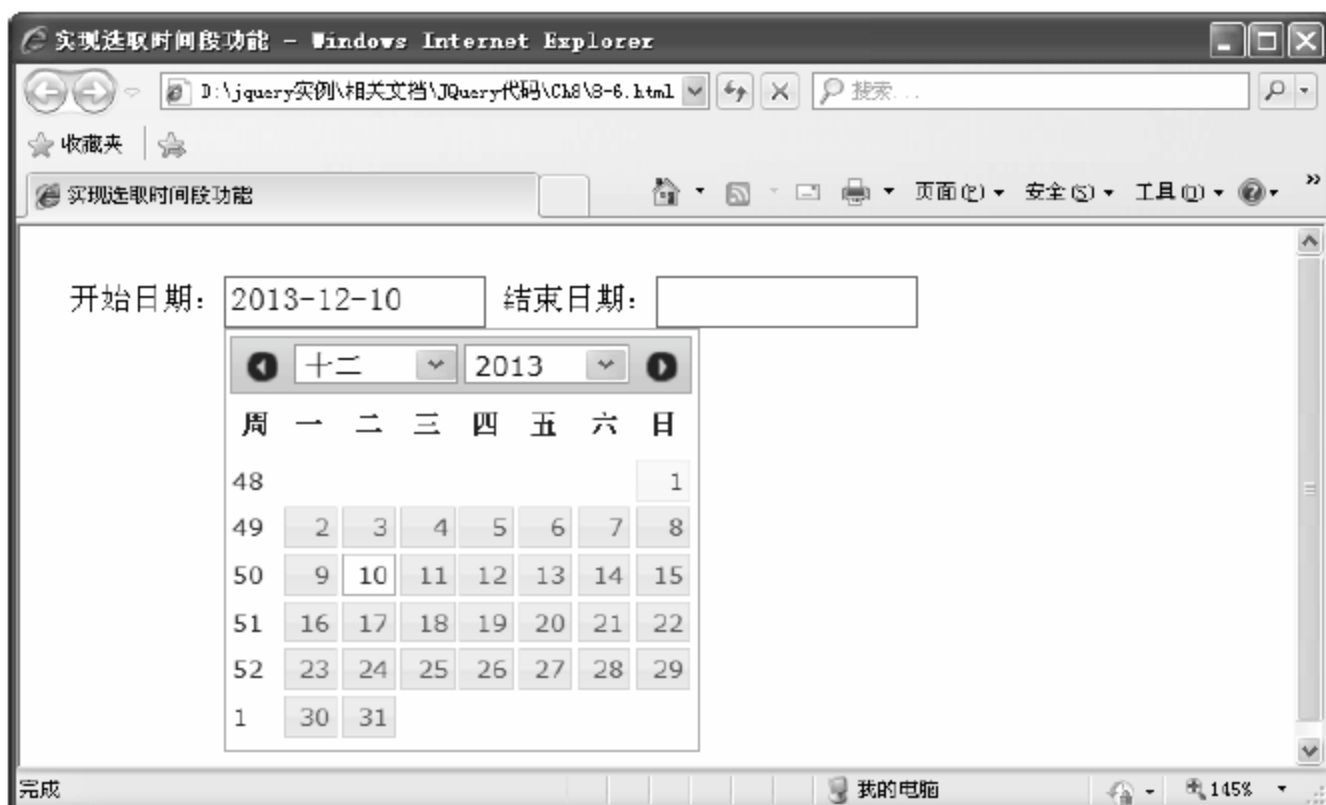 实现选取时间段功能 - Windows Internet Explorer
D:\jquery实例\相关文档\JQuery代码\Ch8\8-6.html 搜索...
收藏夹
实现选取时间段功能 页面(P) 安全(S) 工具(O) »
开始日期： 2013-12-10 结束日期：
十二 2013
周 一 二 三 四 五 六 日
48 1
49 2 3 4 5 6 7 8
50 9 10 11 12 13 14 15
51 16 17 18 19 20 21 22
52 23 24 25 26 27 28 29
1 30 31
完成 我的电脑 145%